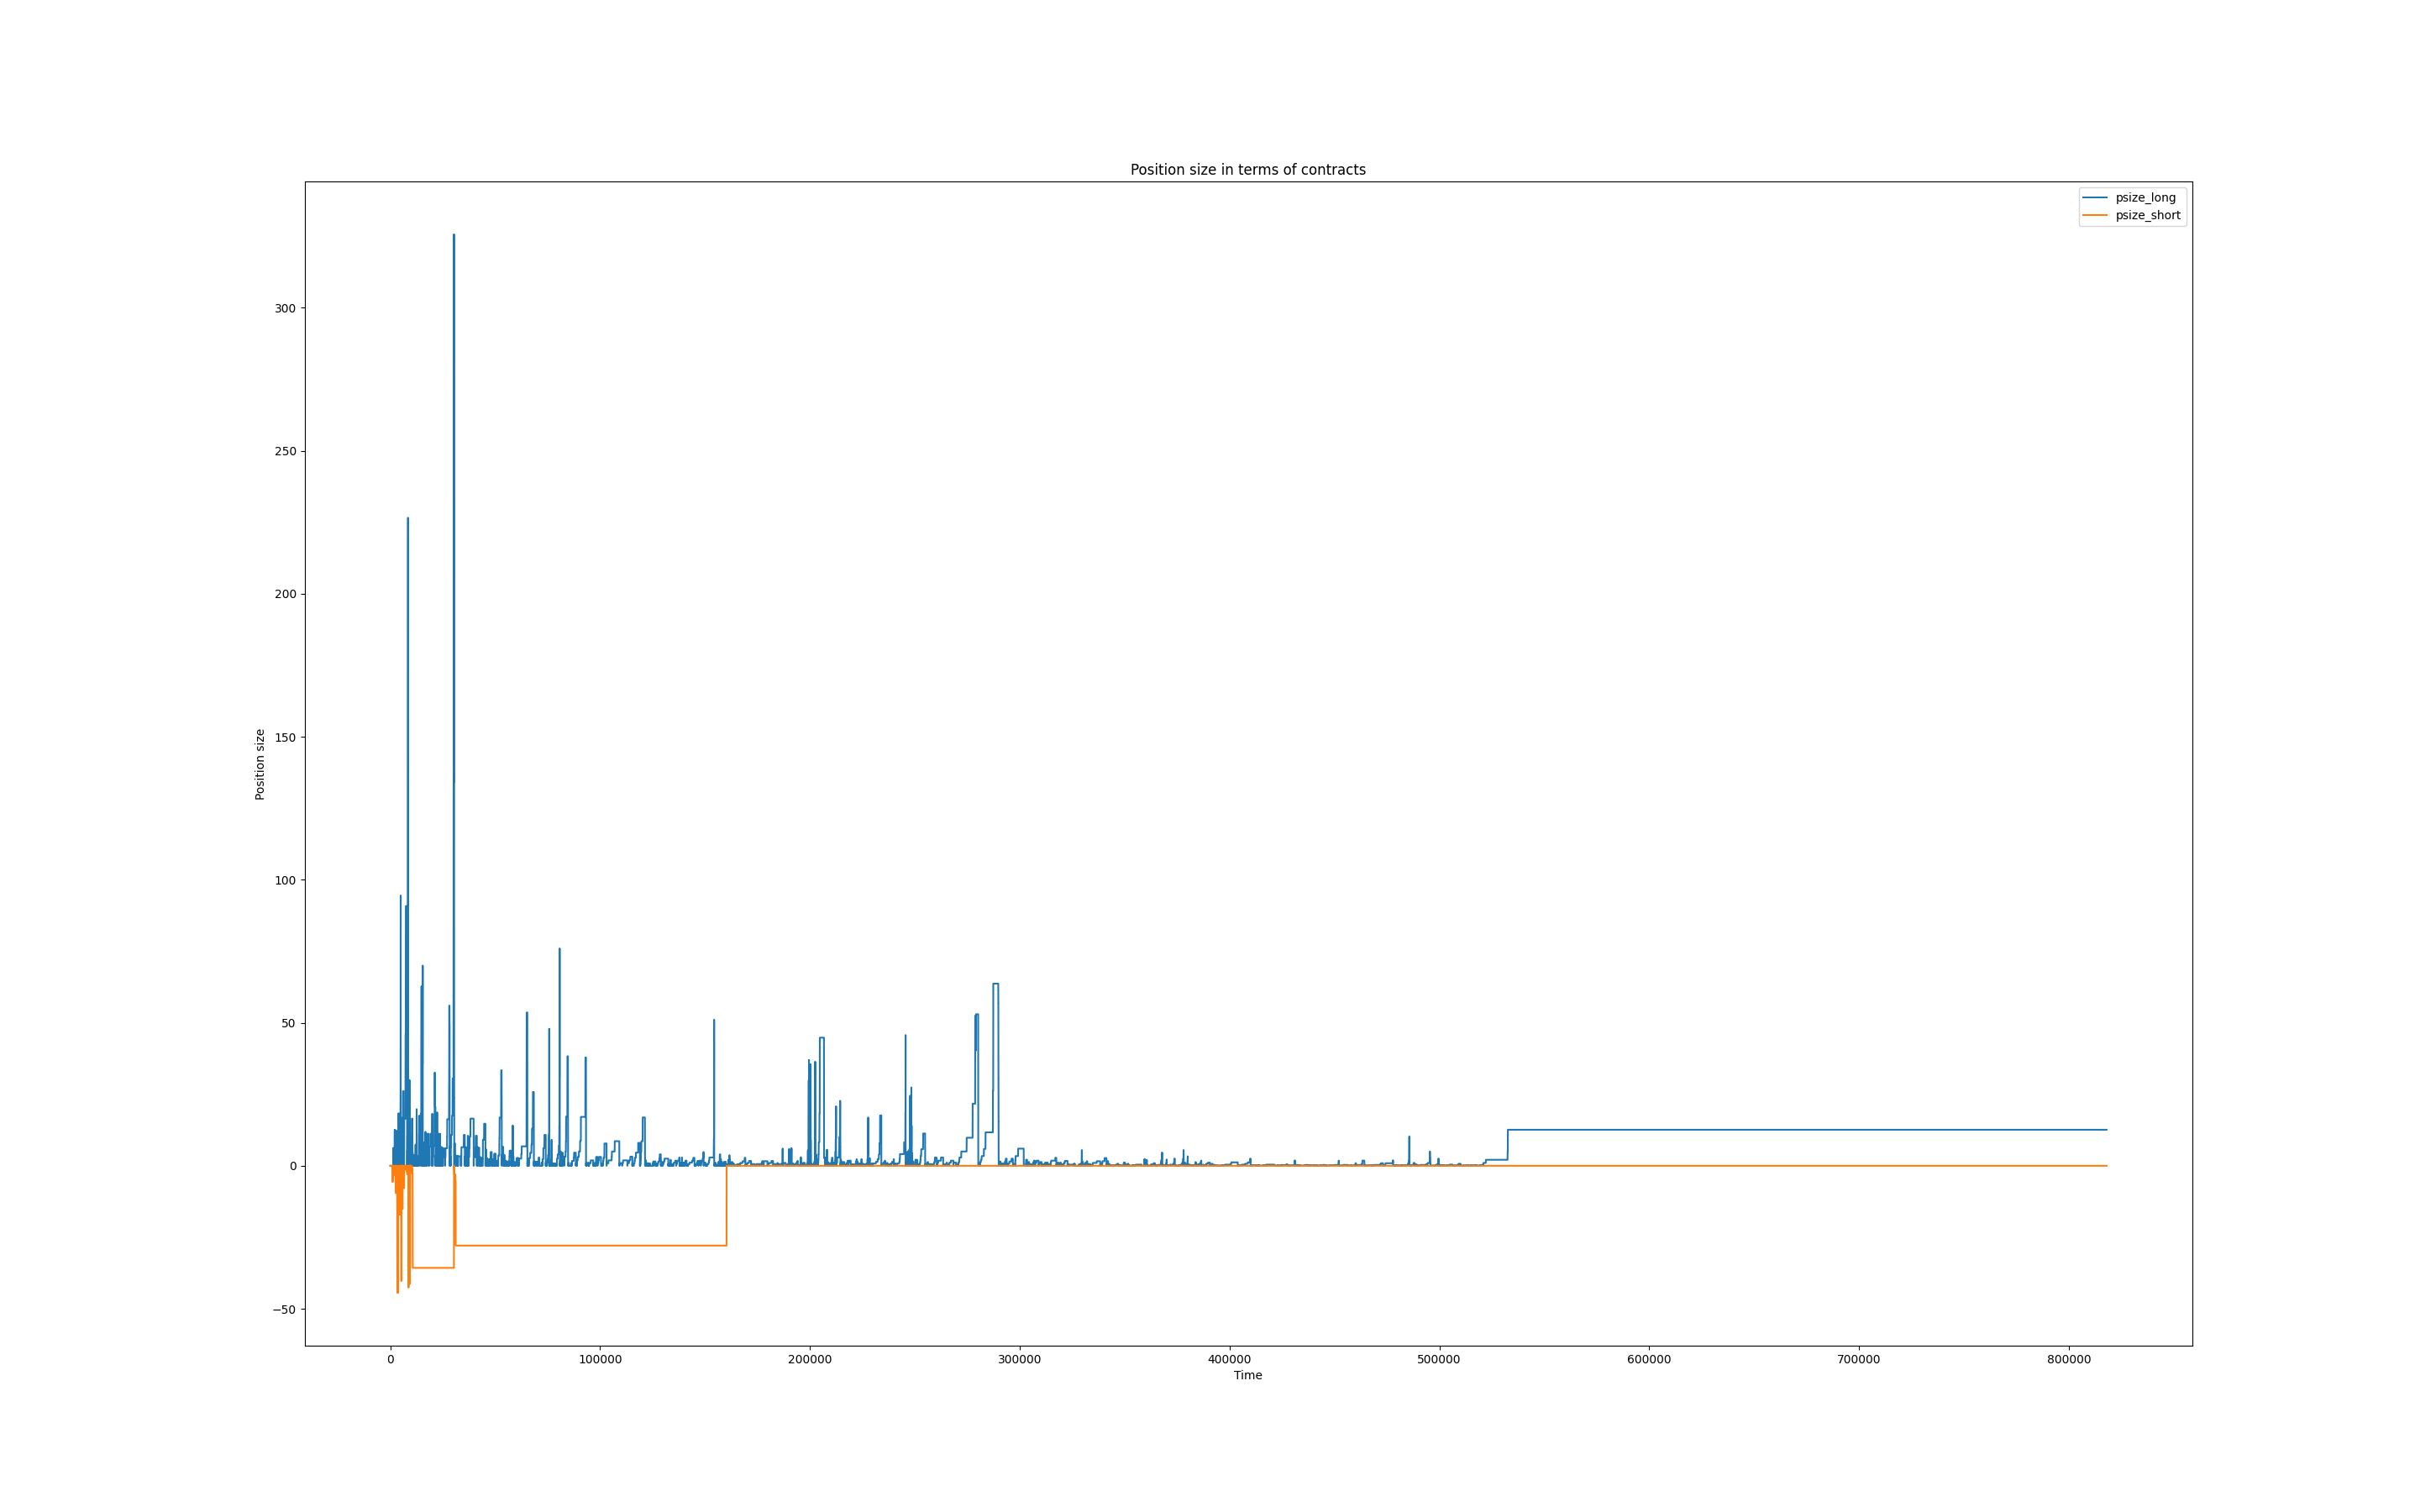 Position size in terms of contracts
psize_long
psize_short
Position size
300
250
200
150
100
50
0
−50
0 100000 200000 300000 400000 500000 600000 700000 800000
Time